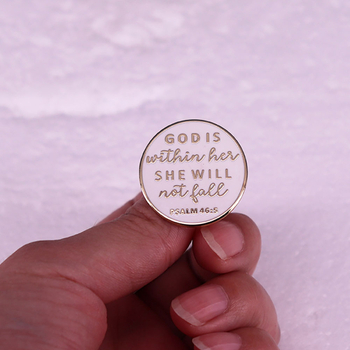 GOD IS
within her
SHE WILL
not fall
PSALM 46:5